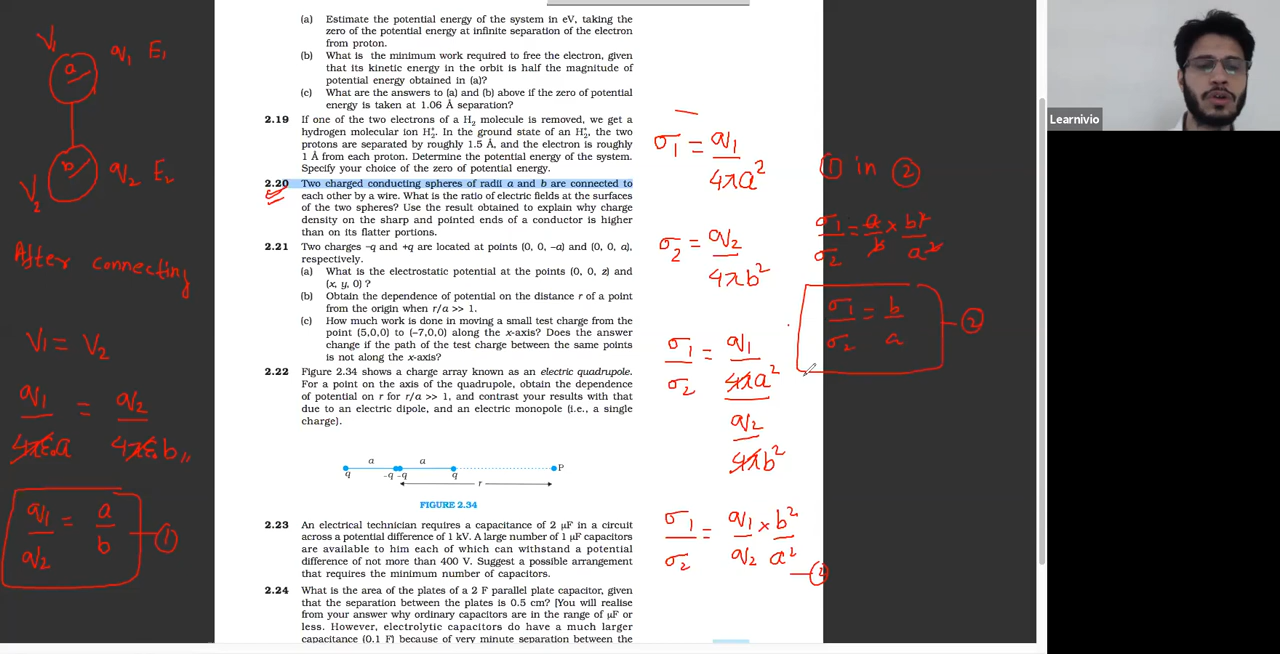 V₁
a
q₁ E₁
b
q₂ E₂
V₂
After connecting
V₁ = V₂
q₁/4πε₀a = q₂/4πε₀b
q₁/q₂ = a/b — ①
(a) Estimate the potential energy of the system in eV, taking the
zero of the potential energy at infinite separation of the electron
from proton.
(b) What is the minimum work required to free the electron, given
that its kinetic energy in the orbit is half the magnitude of
potential energy obtained in (a)?
(c) What are the answers to (a) and (b) above if the zero of potential
energy is taken at 1.06 Å separation?
2.19 If one of the two electrons of a H₂ molecule is removed, we get a
hydrogen molecular ion H₂⁺. In the ground state of an H₂⁺, the two
protons are separated by roughly 1.5 Å, and the electron is roughly
1 Å from each proton. Determine the potential energy of the system.
Specify your choice of the zero of potential energy.
2.20 Two charged conducting spheres of radii a and b are connected to
each other by a wire. What is the ratio of electric fields at the surfaces
of the two spheres? Use the result obtained to explain why charge
density on the sharp and pointed ends of a conductor is higher
than on its flatter portions.
2.21 Two charges –q and +q are located at points (0, 0, –a) and (0, 0, a),
respectively.
(a) What is the electrostatic potential at the points (0, 0, z) and
(x, y, 0) ?
(b) Obtain the dependence of potential on the distance r of a point
from the origin when r/a >> 1.
(c) How much work is done in moving a small test charge from the
point (5,0,0) to (–7,0,0) along the x-axis? Does the answer
change if the path of the test charge between the same points
is not along the x-axis?
2.22 Figure 2.34 shows a charge array known as an electric quadrupole.
For a point on the axis of the quadrupole, obtain the dependence
of potential on r for r/a >> 1, and contrast your results with that
due to an electric dipole, and an electric monopole (i.e., a single
charge).
a a
q -q -q q P
r
FIGURE 2.34
2.23 An electrical technician requires a capacitance of 2 µF in a circuit
across a potential difference of 1 kV. A large number of 1 µF capacitors
are available to him each of which can withstand a potential
difference of not more than 400 V. Suggest a possible arrangement
that requires the minimum number of capacitors.
2.24 What is the area of the plates of a 2 F parallel plate capacitor, given
that the separation between the plates is 0.5 cm? [You will realise
from your answer why ordinary capacitors are in the range of µF or
less. However, electrolytic capacitors do have a much larger
capacitance (0.1 F) because of very minute separation between the
σ₁ = q₁/4πa²
σ₂ = q₂/4πb²
σ₁/σ₂ = q₁/4πa² / q₂/4πb²
σ₁/σ₂ = q₁/q₂ × b²/a² — ②
① in ②
σ₁/σ₂ = a/b × b²/a²
σ₁/σ₂ = b/a — ②
Learnivio